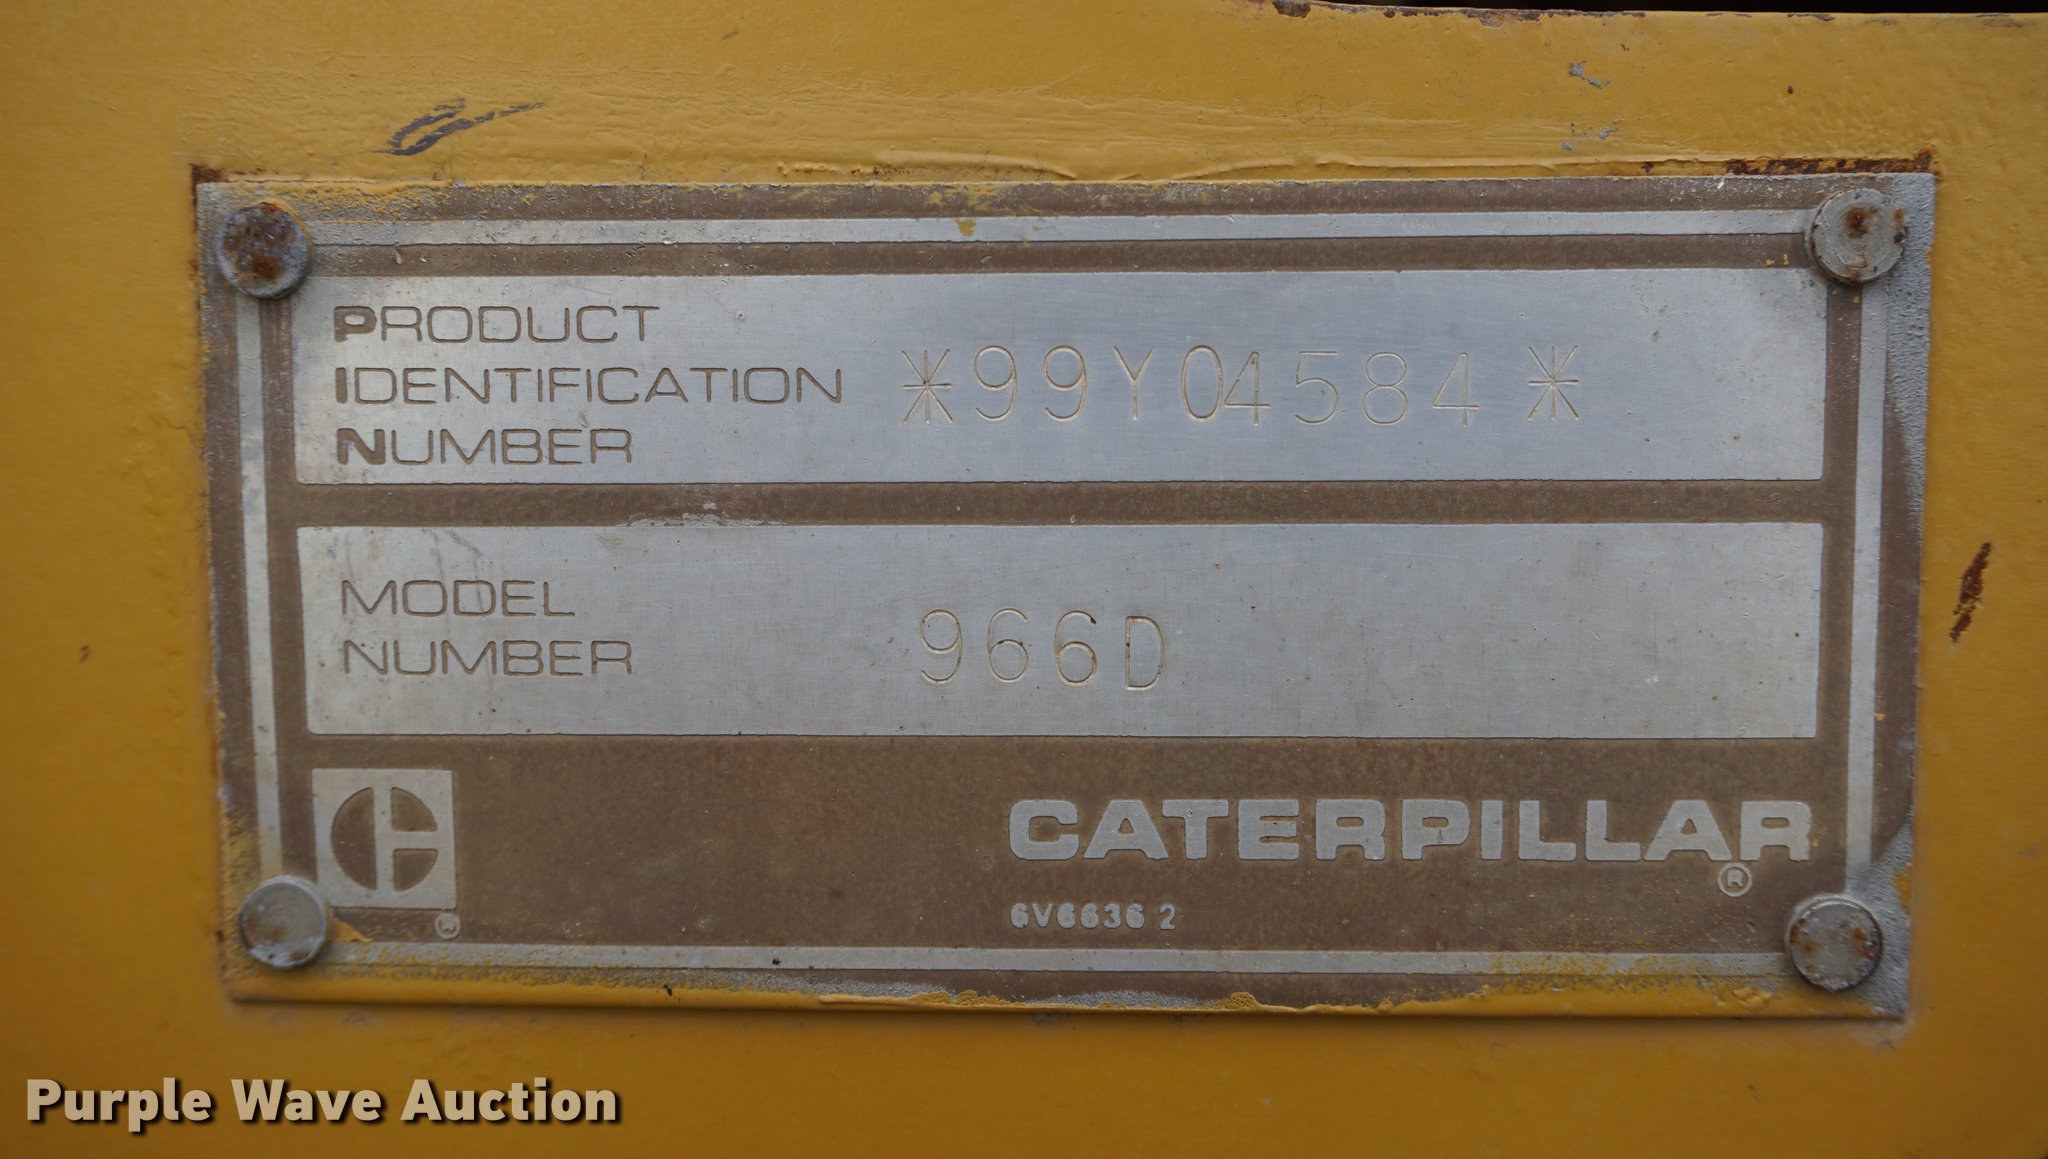 PRODUCT
IDENTIFICATION
NUMBER
*99Y04584*
MODEL
NUMBER
966D
CATERPILLAR®
6V6636 2
Purple Wave Auction